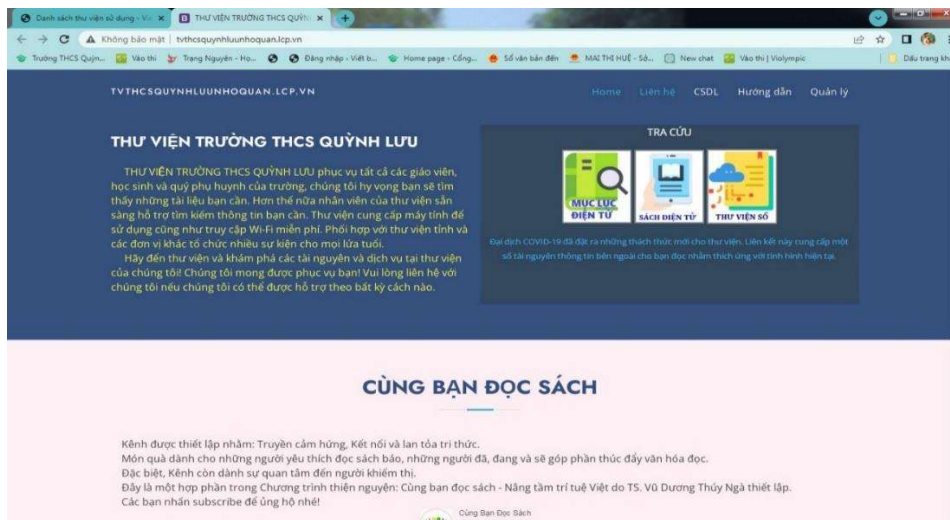 Danh sách thư viện sử dụng - Vi
THƯ VIỆN TRƯỜNG THCS QUỲN
Không bảo mật | tvthcsquynhluunhoquan.lcp.vn
Trường THCS Quỳn...
Vào thi
Trang Nguyên - Ho...
Đăng nhập - Viết b...
Home page - Cổng...
Số văn bản đến
MAI THỊ HUẾ - Sở...
New chat
Vào thi | Violympic
Dấu trang kh
TVTHCSQUYNHLUUNHOQUAN.LCP.VN
Home Liên hệ CSDL Hướng dẫn Quản lý
THƯ VIỆN TRƯỜNG THCS QUỲNH LƯU
THƯ VIỆN TRƯỜNG THCS QUỲNH LƯU phục vụ tất cả các giáo viên,
học sinh và quý phụ huynh của trường, chúng tôi hy vọng bạn sẽ tìm
thấy những tài liệu bạn cần. Hơn thế nữa nhân viên của thư viện sẵn
sàng hỗ trợ tìm kiếm thông tin bạn cần. Thư viện cung cấp máy tính để
sử dụng cũng như truy cập Wi-Fi miễn phí. Phối hợp với thư viện tỉnh và
các đơn vị khác tổ chức nhiều sự kiện cho mọi lứa tuổi.
Hãy đến thư viện và khám phá các tài nguyên và dịch vụ tại thư viện
của chúng tôi! Chúng tôi mong được phục vụ bạn! Vui lòng liên hệ với
chúng tôi nếu chúng tôi có thể được hỗ trợ theo bất kỳ cách nào.
TRA CỨU
MỤC LỤC
ĐIỆN TỬ
SÁCH ĐIỆN TỬ
THƯ VIỆN SỐ
Đại dịch COVID-19 đã đặt ra những thách thức mới cho thư viện. Liên kết này cung cấp một
số tài nguyên thông tin bên ngoài cho bạn đọc nhằm thích ứng với tình hình hiện tại.
CÙNG BẠN ĐỌC SÁCH
Kênh được thiết lập nhằm: Truyền cảm hứng, Kết nối và lan tỏa tri thức.
Món quà dành cho những người yêu thích đọc sách báo, những người đã, đang và sẽ góp phần thúc đẩy văn hóa đọc.
Đặc biệt, Kênh còn dành sự quan tâm đến người khiếm thị.
Đây là một hợp phần trong Chương trình thiện nguyện: Cùng bạn đọc sách - Nâng tầm trí tuệ Việt do TS. Vũ Dương Thúy Ngà thiết lập.
Các bạn nhấn subscribe để ủng hộ nhé!
Cùng Bạn Đọc Sách